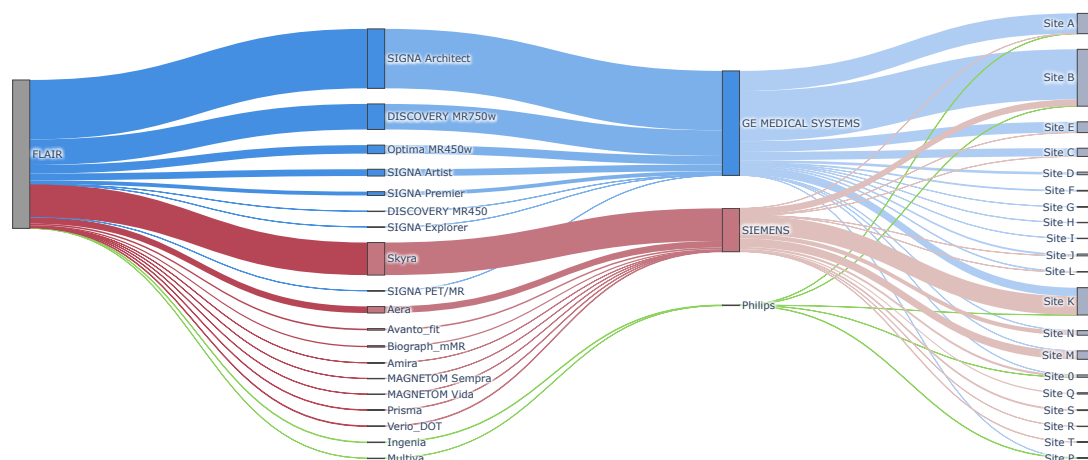 FLAIR
SIGNA Architect
DISCOVERY MR750w
Optima MR450w
SIGNA Artist
SIGNA Premier
DISCOVERY MR450
SIGNA Explorer
Skyra
SIGNA PET/MR
Aera
Avanto_fit
Biograph_mMR
Amira
MAGNETOM Sempra
MAGNETOM Vida
Prisma
Verio_DOT
Ingenia
Multiva
GE MEDICAL SYSTEMS
SIEMENS
Philips
Site A
Site B
Site E
Site C
Site D
Site F
Site G
Site H
Site I
Site J
Site L
Site K
Site N
Site M
Site 0
Site Q
Site S
Site R
Site T
Site P